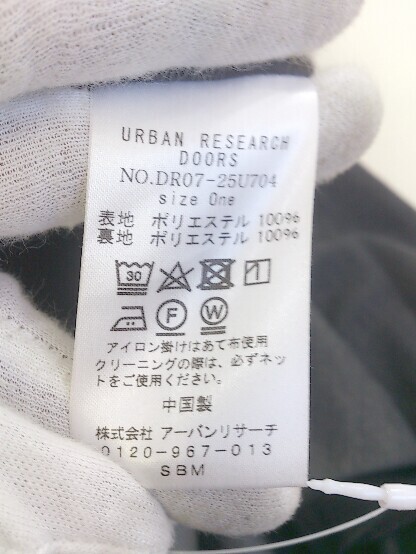 URBAN RESEARCH
DOORS
NO.DR07-25U704
size One
表地 ポリエステル 100%
裏地 ポリエステル 100%
30
F W
アイロン掛けはあて布使用
クリーニングの際は、必ずネッ
トをご使用ください。
中国製
株式会社 アーバンリサーチ
0120-967-013
SBM